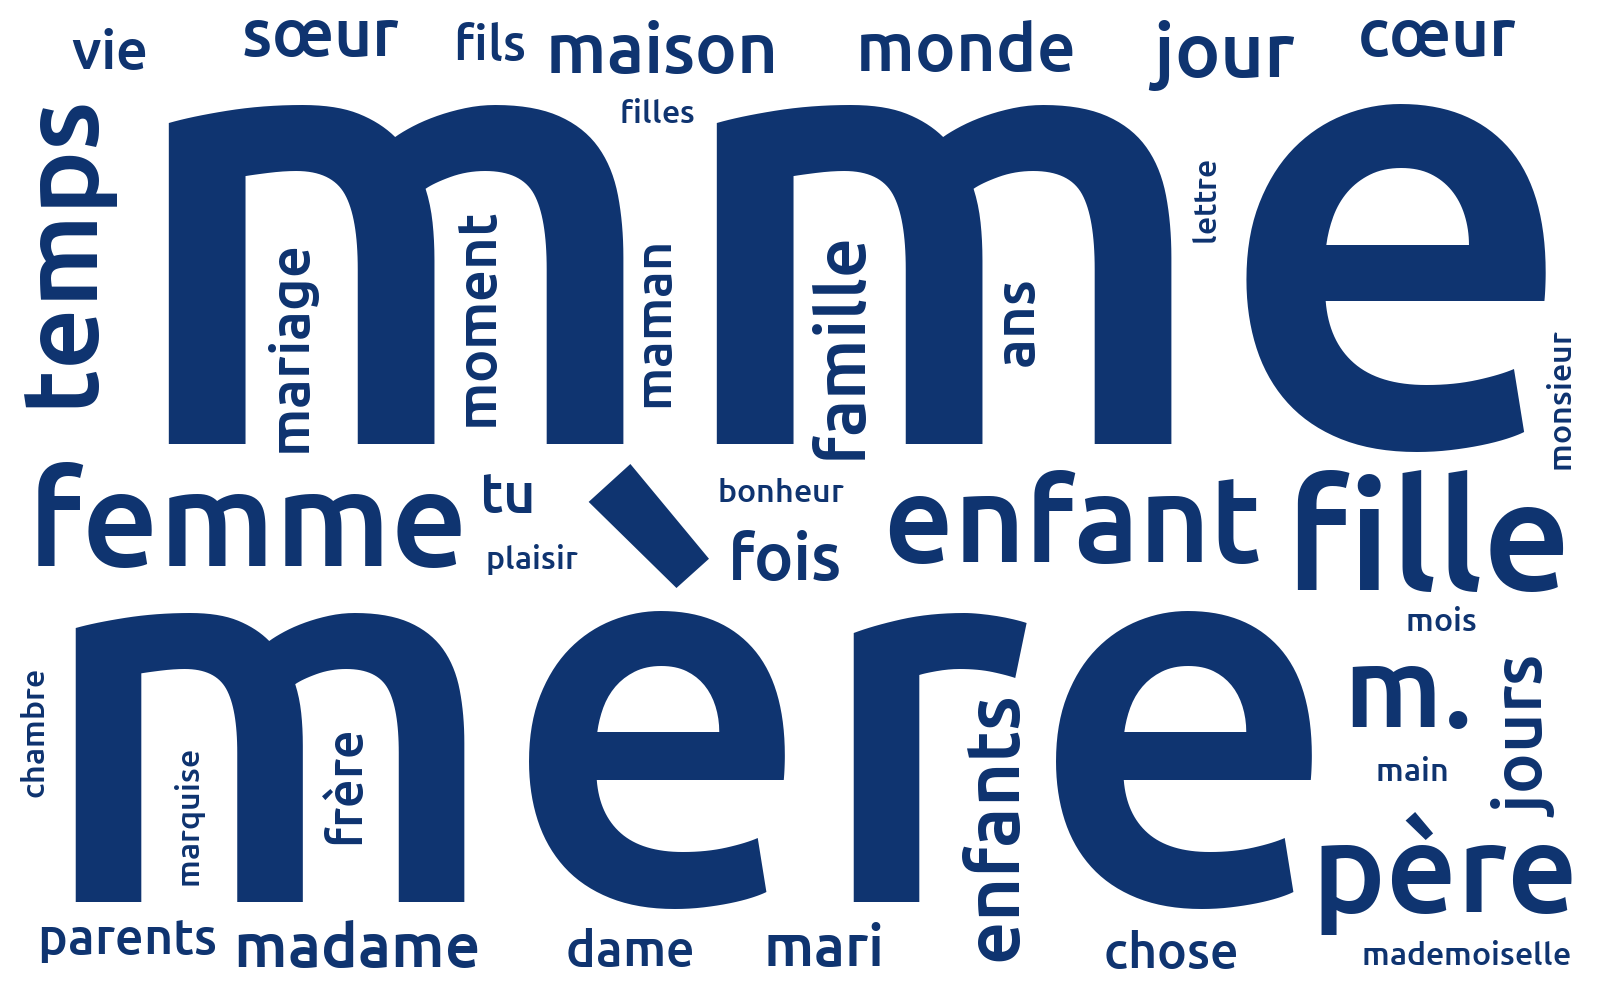 vie
sœur
fils
maison
monde
jour
cœur
temps
mme
filles
lettre
mariage
moment
maman
famille
ans
monsieur
femme
tu
plaisir
bonheur
fois
enfant
fille
mère
mois
chambre
marquise
frère
enfants
m.
jours
main
père
parents
madame
dame
mari
chose
mademoiselle